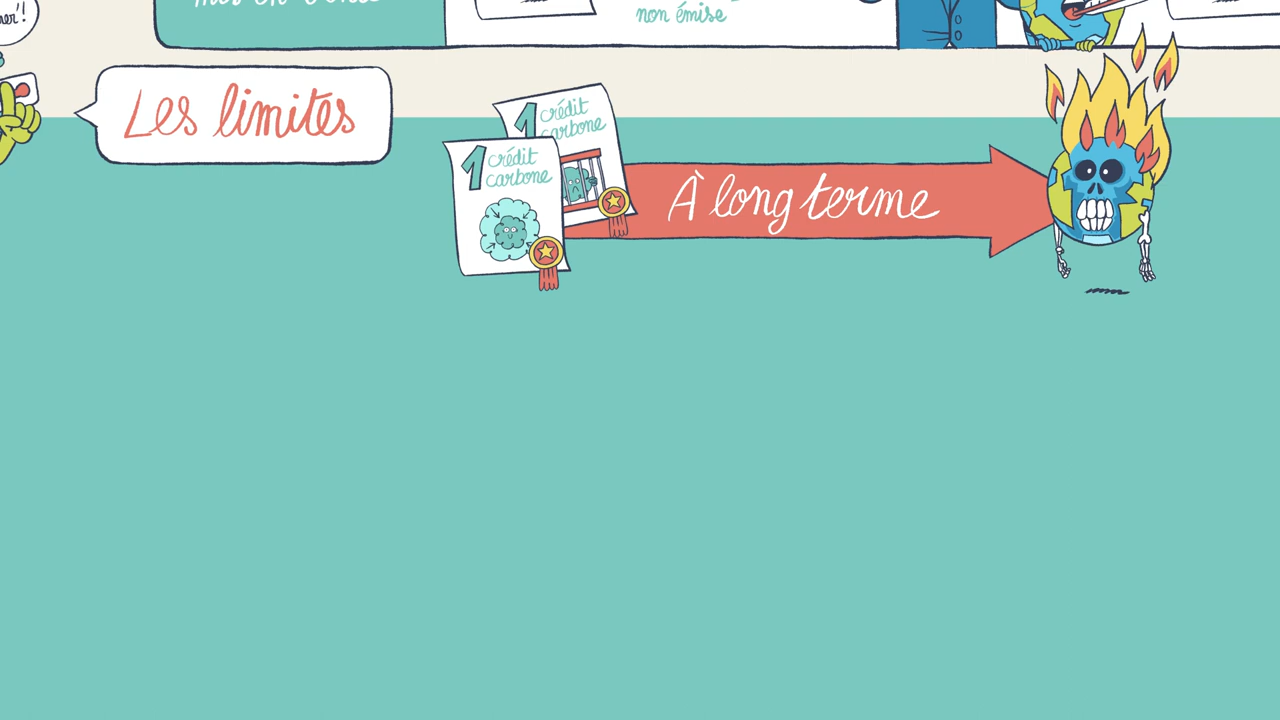 non émise
Les limites
1 crédit
carbone
1 crédit
carbone
À long terme